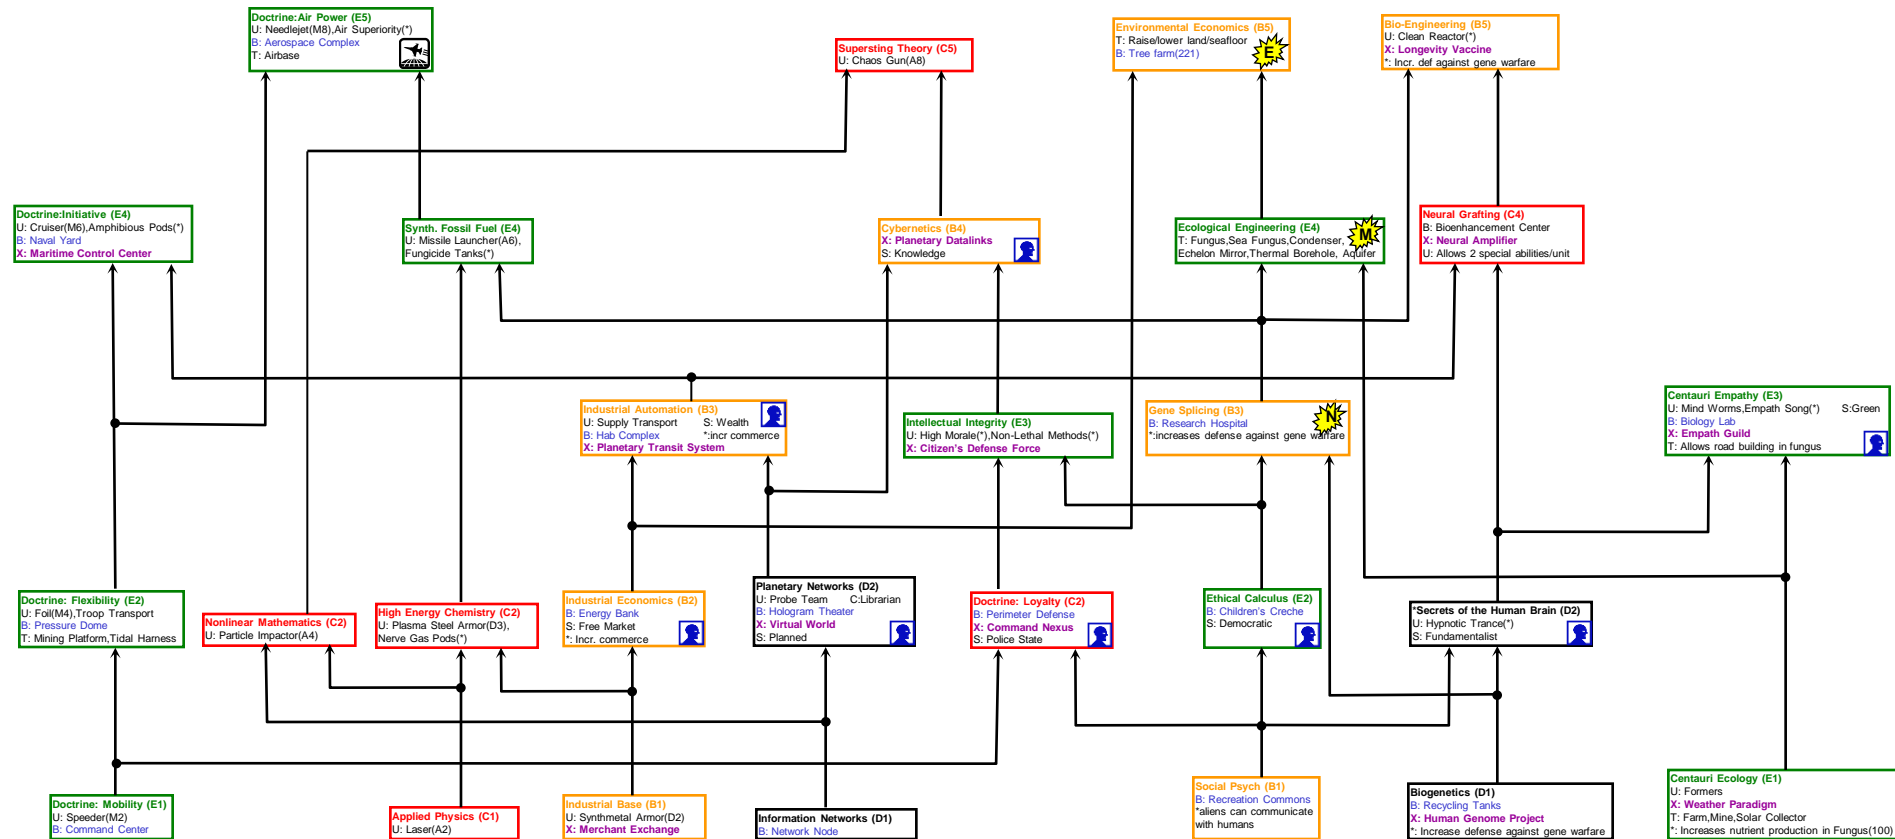 Doctrine:Air Power (E5)
U: Needlejet(M8),Air Superiority(*)
B: Aerospace Complex
T: Airbase
Supersting Theory (C5)
U: Chaos Gun(A8)
Environmental Economics (B5)
T: Raise/lower land/seafloor
B: Tree farm(221)
E
Bio-Engineering (B5)
U: Clean Reactor(*)
X: Longevity Vaccine
*: Incr. def against gene warfare
Doctrine:Initiative (E4)
U: Cruiser(M6),Amphibious Pods(*)
B: Naval Yard
X: Maritime Control Center
Synth. Fossil Fuel (E4)
U: Missile Launcher(A6),
Fungicide Tanks(*)
Cybernetics (B4)
X: Planetary Datalinks
S: Knowledge
Ecological Engineering (E4)
T: Fungus,Sea Fungus,Condenser,
Echelon Mirror,Thermal Borehole, Aquifer
M
Neural Grafting (C4)
B: Bioenhancement Center
X: Neural Amplifier
U: Allows 2 special abilities/unit
Industrial Automation (B3)
U: Supply Transport S: Wealth
B: Hab Complex *:incr commerce
X: Planetary Transit System
Intellectual Integrity (E3)
U: High Morale(*),Non-Lethal Methods(*)
X: Citizen's Defense Force
Gene Splicing (B3)
B: Research Hospital
*:increases defense against gene warfare
N
Centauri Empathy (E3)
U: Mind Worms,Empath Song(*) S:Green
B: Biology Lab
X: Empath Guild
T: Allows road building in fungus
Doctrine: Flexibility (E2)
U: Foil(M4),Troop Transport
B: Pressure Dome
T: Mining Platform,Tidal Harness
Nonlinear Mathematics (C2)
U: Particle Impactor(A4)
High Energy Chemistry (C2)
U: Plasma Steel Armor(D3),
Nerve Gas Pods(*)
Industrial Economics (B2)
B: Energy Bank
S: Free Market
*: Incr. commerce
Planetary Networks (D2)
U: Probe Team C:Librarian
B: Hologram Theater
X: Virtual World
S: Planned
Doctrine: Loyalty (C2)
B: Perimeter Defense
X: Command Nexus
S: Police State
Ethical Calculus (E2)
B: Children's Creche
S: Democratic
*Secrets of the Human Brain (D2)
U: Hypnotic Trance(*)
S: Fundamentalist
Doctrine: Mobility (E1)
U: Speeder(M2)
B: Command Center
Applied Physics (C1)
U: Laser(A2)
Industrial Base (B1)
U: Synthmetal Armor(D2)
X: Merchant Exchange
Information Networks (D1)
B: Network Node
Social Psych (B1)
B: Recreation Commons
*aliens can communicate
with humans
Biogenetics (D1)
B: Recycling Tanks
X: Human Genome Project
*: Increase defense against gene warfare
Centauri Ecology (E1)
U: Formers
X: Weather Paradigm
T: Farm,Mine,Solar Collector
*: Increases nutrient production in Fungus(100)